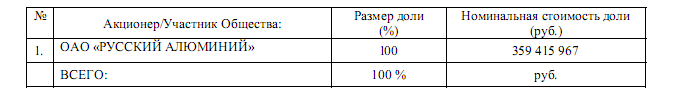 № Акционер/Участник Общества: Размер доли (%) Номинальная стоимость доли (руб.)
1. ОАО «РУССКИЙ АЛЮМИНИЙ» 100 359 415 967
ВСЕГО: 100 % руб.